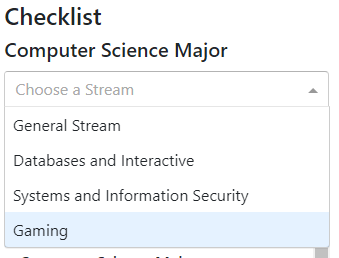 Checklist
Computer Science Major
Choose a Stream
General Stream
Databases and Interactive
Systems and Information Security
Gaming